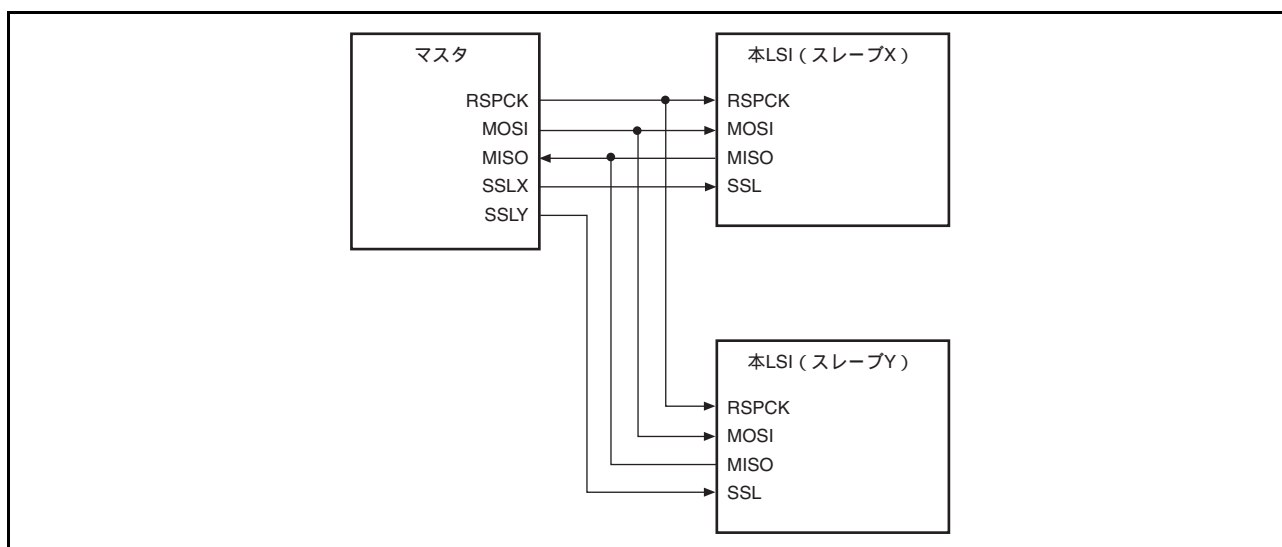 マスタ
RSPCK
MOSI
MISO
SSLX
SSLY
本LSI（スレーブX）
RSPCK
MOSI
MISO
SSL
本LSI（スレーブY）
RSPCK
MOSI
MISO
SSL